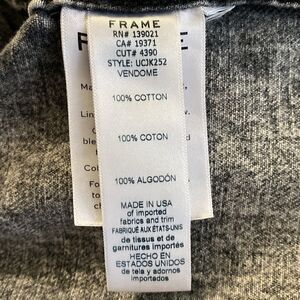 FRAME
RN# 139021
CA# 19371
CUT# 4390
STYLE: UCJK252
VENDOME
100% COTTON
100% COTON
100% ALGODÓN
MADE IN USA
of imported
fabrics and trim
FABRIQUÉ AUX ÉTATS-UNIS
de tissus et de
garnitures importés
HECHO EN
ESTADOS UNIDOS
de tela y adornos
importados